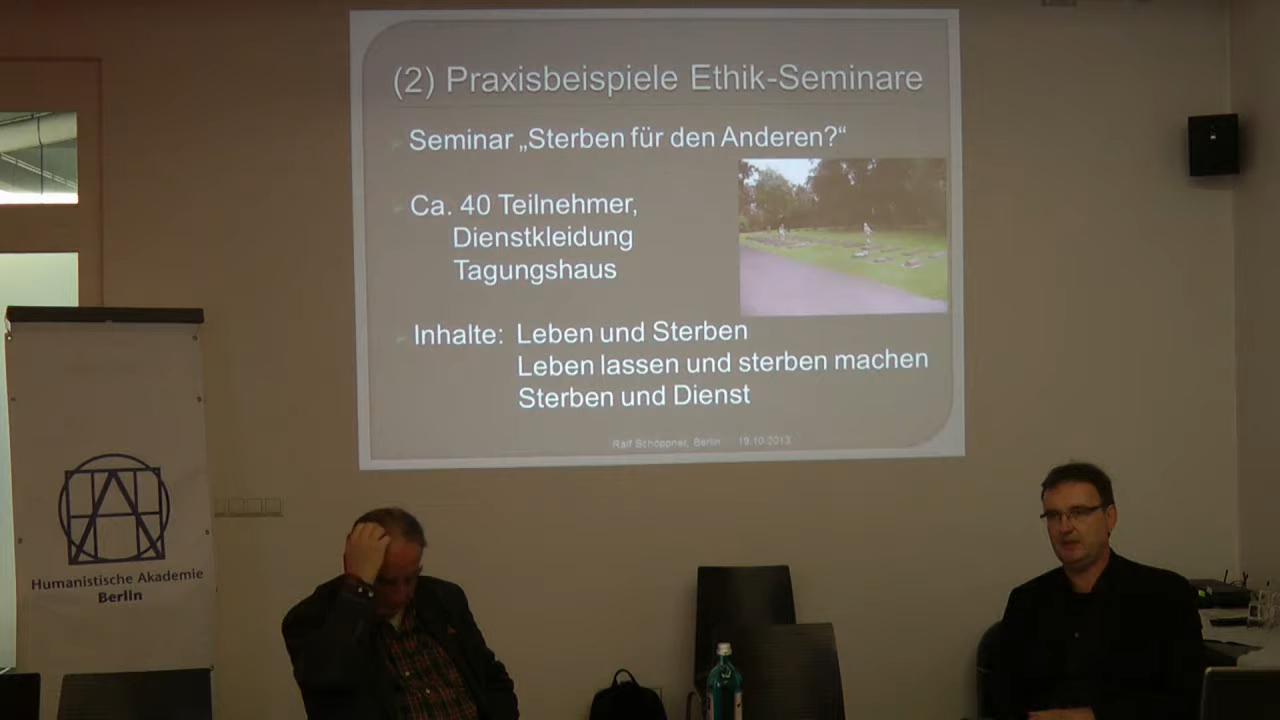 (2) Praxisbeispiele Ethik-Seminare
Seminar „Sterben für den Anderen?“
Ca. 40 Teilnehmer,
Dienstkleidung
Tagungshaus
Inhalte: Leben und Sterben
Leben lassen und sterben machen
Sterben und Dienst
Ralf Schöppner, Berlin 19.10.2013
Humanistische Akademie
Berlin